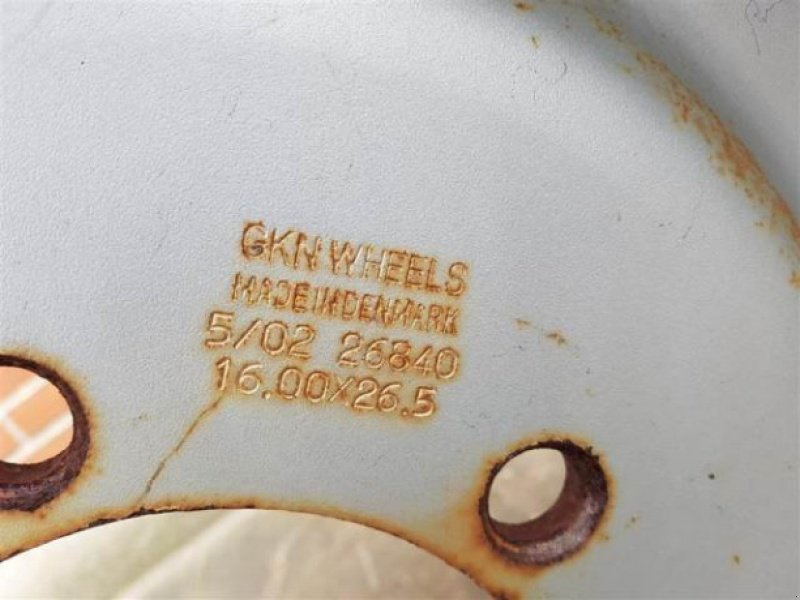 GKN WHEELS
MADE IN DENMARK
5/02 26840
16.00X26.5